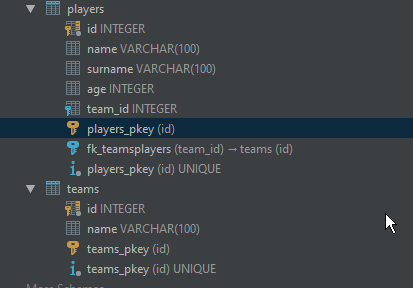 players
id INTEGER
name VARCHAR(100)
surname VARCHAR(100)
age INTEGER
team_id INTEGER
players_pkey (id)
fk_teamsplayers (team_id) → teams (id)
players_pkey (id) UNIQUE
teams
id INTEGER
name VARCHAR(100)
teams_pkey (id)
teams_pkey (id) UNIQUE